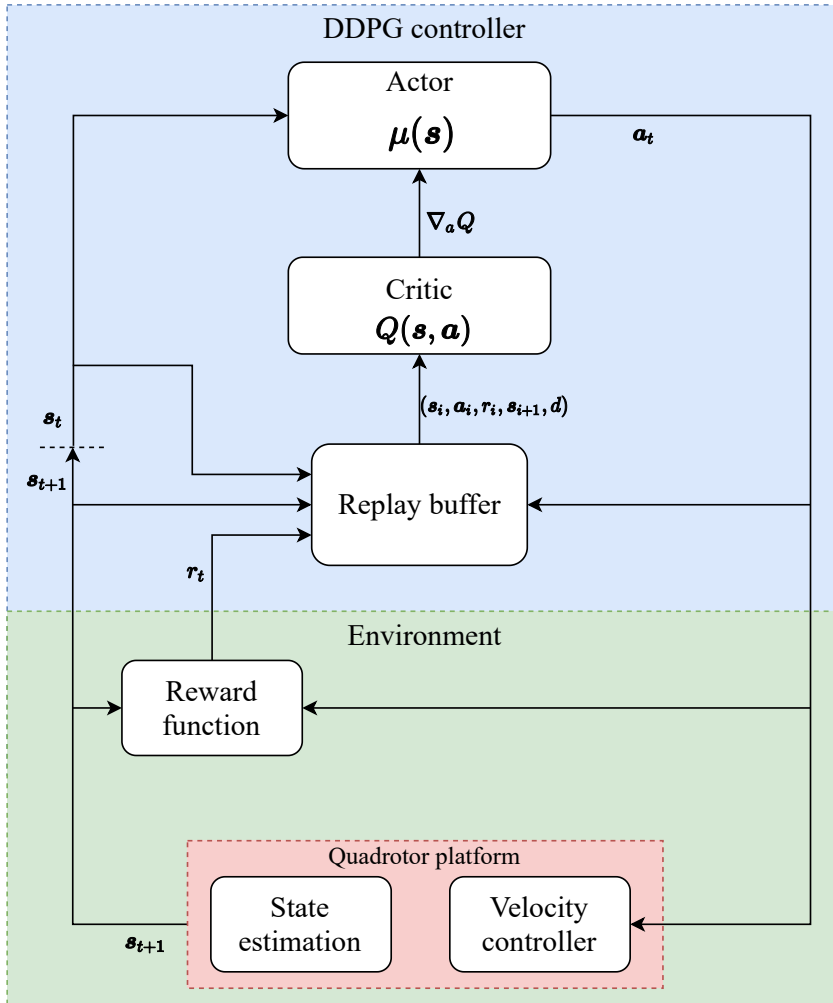 DDPG controller
Actor
μ(s)
a_t
∇_a Q
Critic
Q(s, a)
(s_i, a_i, r_i, s_{i+1}, d)
s_t
s_{t+1}
Replay buffer
r_t
Environment
Reward
function
Quadrotor platform
State
estimation
Velocity
controller
s_{t+1}